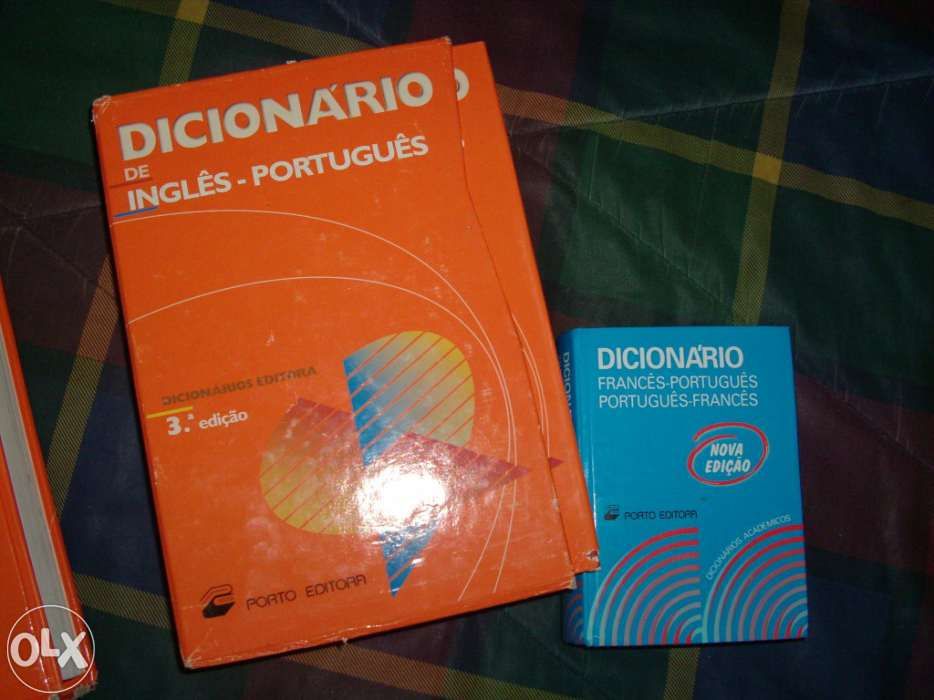 DICIONÁRIO
DE
INGLÊS - PORTUGUÊS
DICIONÁRIOS EDITORA
3.ª edição
PORTO EDITORA
O
DICIONÁRIO
DICIONÁRIO
FRANCÊS-PORTUGUÊS
PORTUGUÊS-FRANCÊS
NOVA
EDIÇÃO
PORTO EDITORA
DICIONÁRIOS ACADÉMICOS
OLX